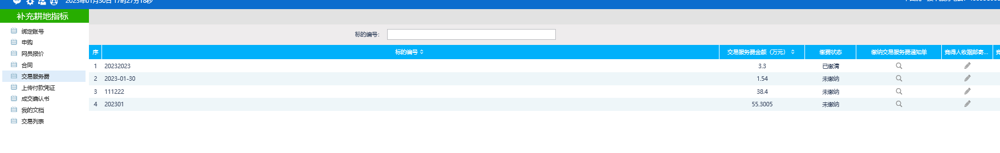 2023年01月30日 17时27分18秒
补充耕地指标
绑定账号
申购
网员报价
合同
交易服务费
上传付款凭证
成交确认书
我的文档
交易列表
标的编号：
序 标的编号 交易服务费金额（万元） 缴费状态 缴纳交易服务费通知单 竞得人收据邮寄...
1 20232023 3.3 已缴清
2 2023-01-30 1.54 未缴纳
3 111222 38.4 未缴纳
4 202301 55.3005 未缴纳